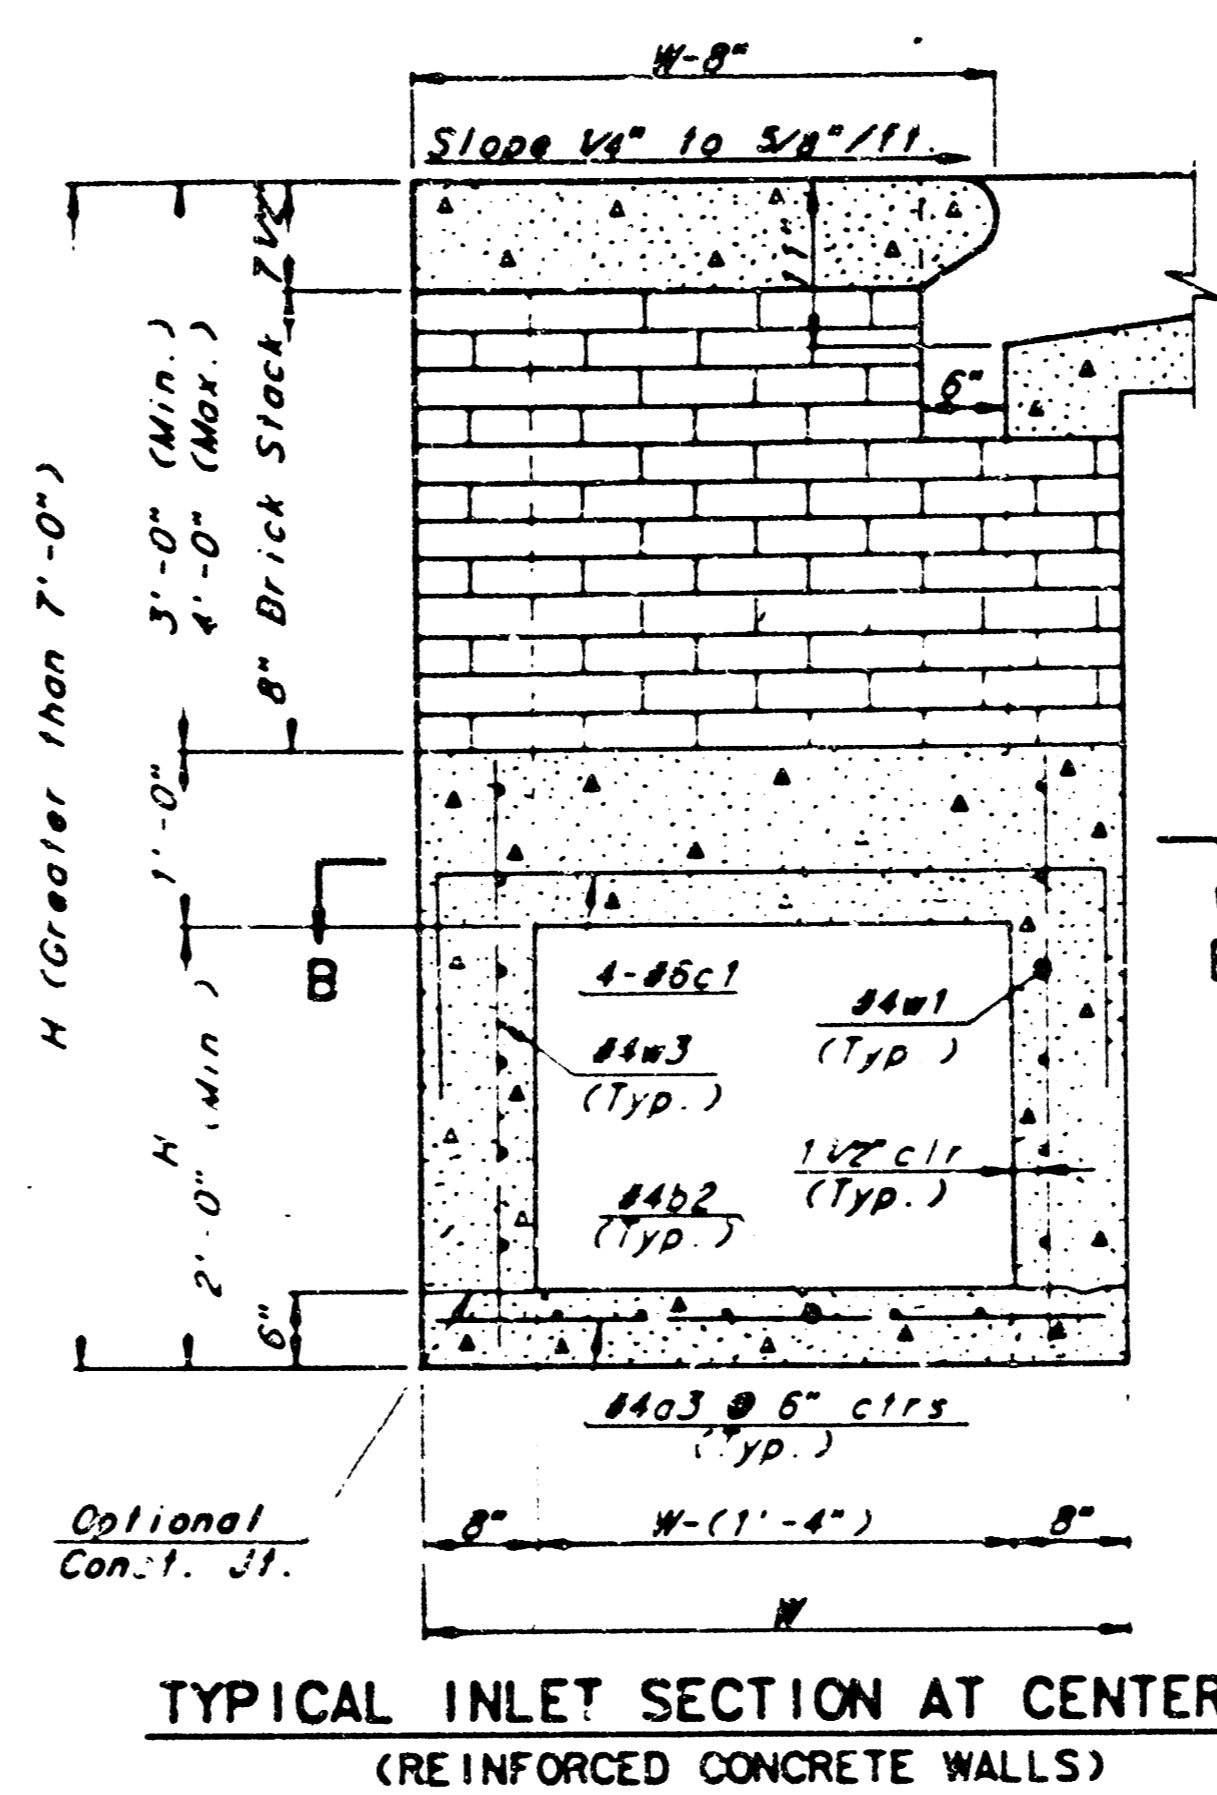 W-8"
Slope 1/4" to 5/8"/ft.
7 1/2"
11"
3'-0" (Min.)
4'-0" (Max.)
8" Brick Stack
6"
H (Greater than 7'-0")
1'-0"
B
4-#6c1
#4w1
(Typ.)
#4w3
(Typ.)
1 1/2" clr
(Typ.)
#4b2
(Typ.)
H
2'-0" (Min)
6"
#4a3 @ 6" ctrs
(Typ.)
Optional
Const. Jt.
8"
W-(1'-4")
8"
W
TYPICAL INLET SECTION AT CENTER
(REINFORCED CONCRETE WALLS)